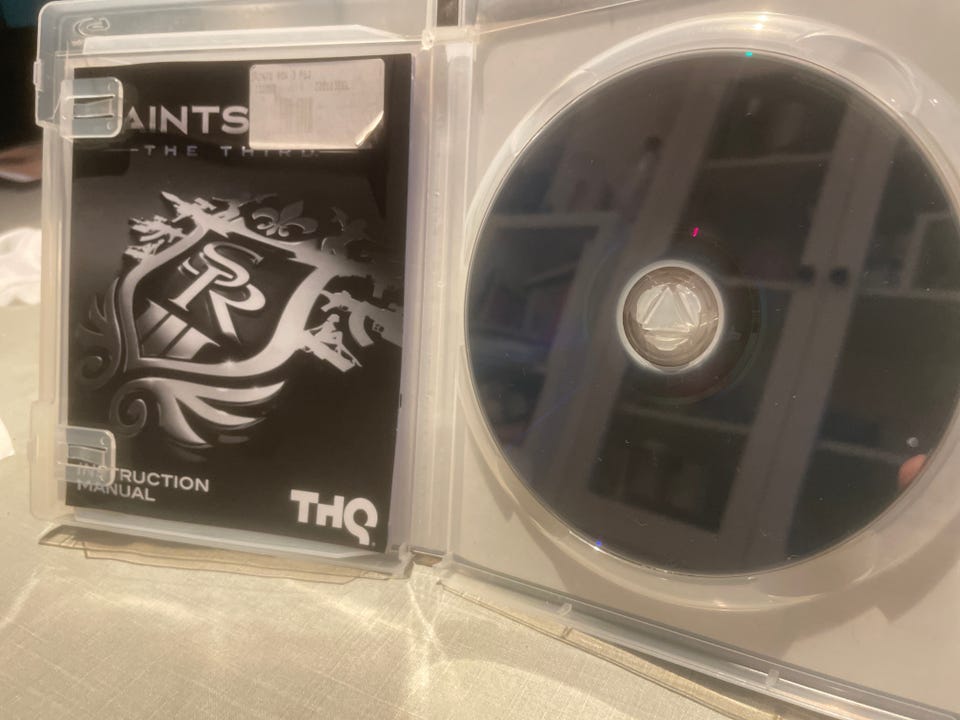 AINTS
THE THIRD
SR
INSTRUCTION
MANUAL
THQ